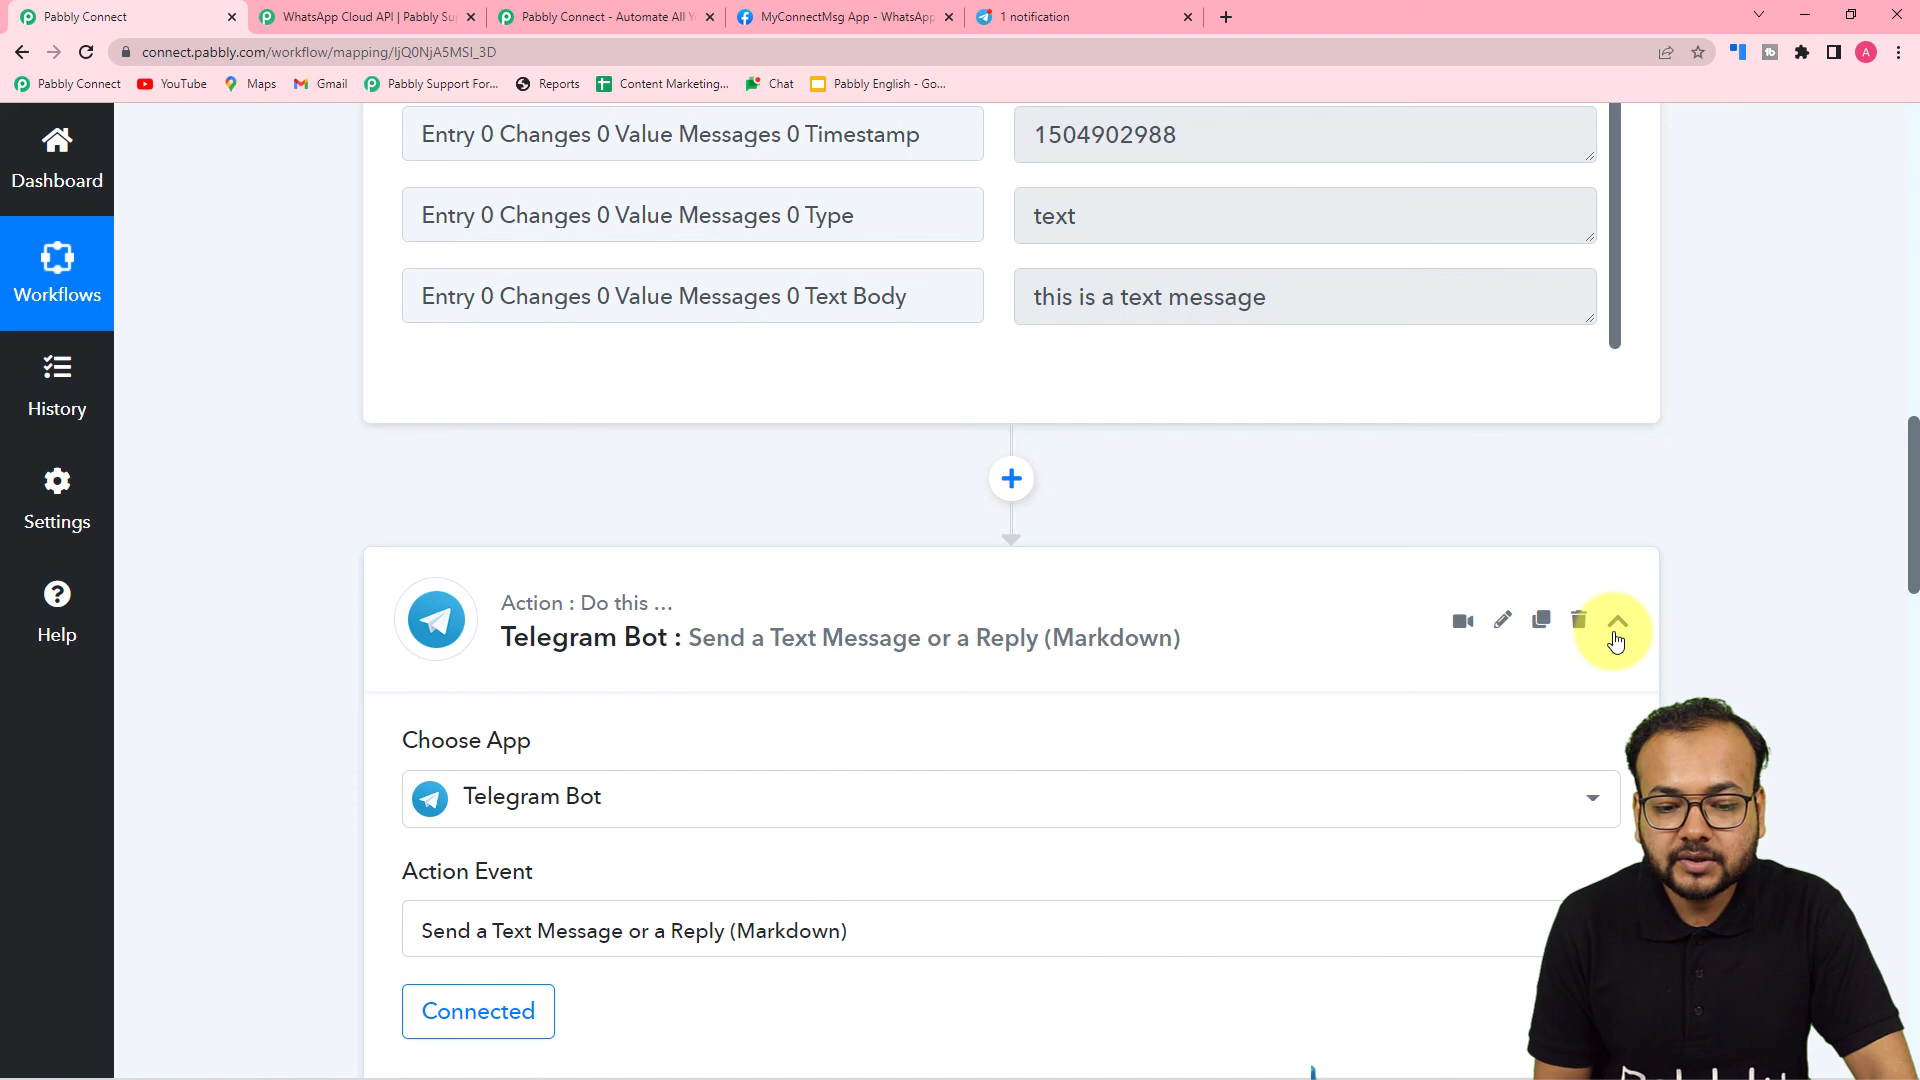 Pabbly Connect
WhatsApp Cloud API | Pabbly Su
Pabbly Connect - Automate All Y
MyConnectMsg App - WhatsApp
1 notification
connect.pabbly.com/workflow/mapping/IjQ0NjA5MSI_3D
A
Pabbly Connect
YouTube
Maps
Gmail
Pabbly Support For...
Reports
Content Marketing...
Chat
Pabbly English - Go...
Dashboard
Workflows
History
Settings
Help
Entry 0 Changes 0 Value Messages 0 Timestamp
1504902988
Entry 0 Changes 0 Value Messages 0 Type
text
Entry 0 Changes 0 Value Messages 0 Text Body
this is a text message
Action : Do this ...
Telegram Bot : Send a Text Message or a Reply (Markdown)
Choose App
Telegram Bot
Action Event
Send a Text Message or a Reply (Markdown)
Connected